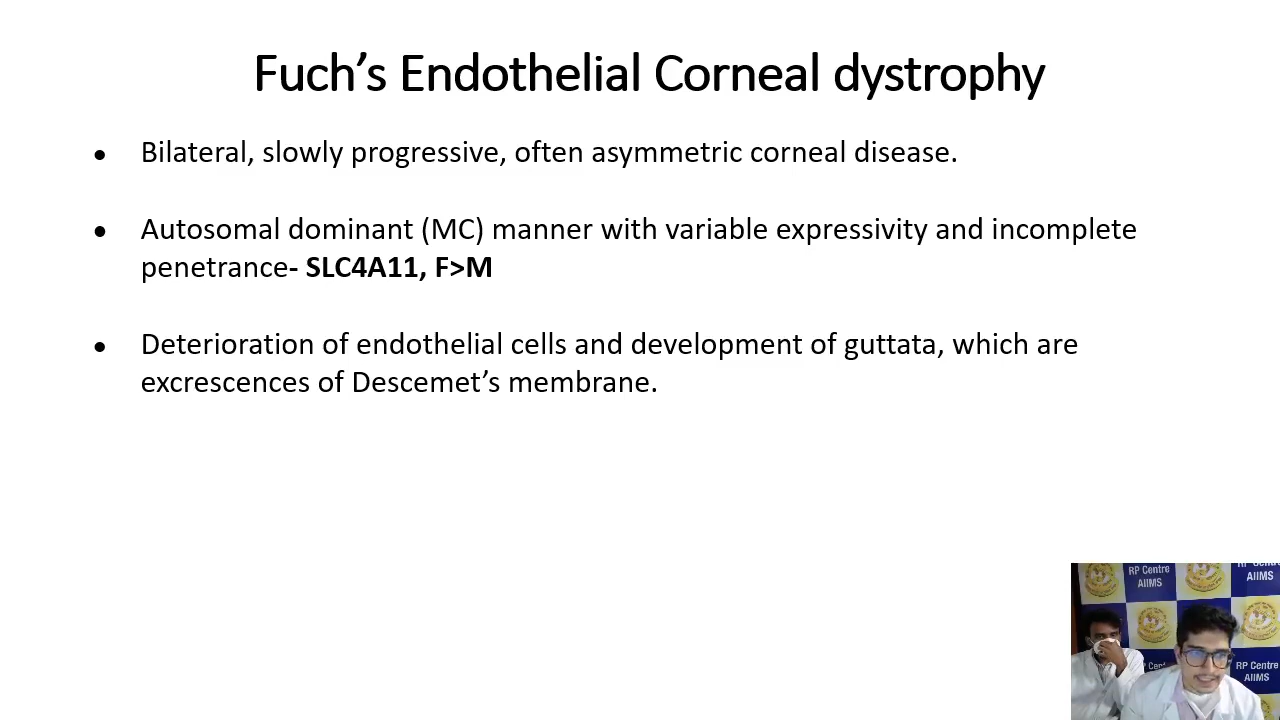 Fuch’s Endothelial Corneal dystrophy
● Bilateral, slowly progressive, often asymmetric corneal disease.
● Autosomal dominant (MC) manner with variable expressivity and incomplete
penetrance- SLC4A11, F>M
● Deterioration of endothelial cells and development of guttata, which are
excrescences of Descemet’s membrane.
RP Centre
AIIMS
AIIMS
RP Centre
AIIMS